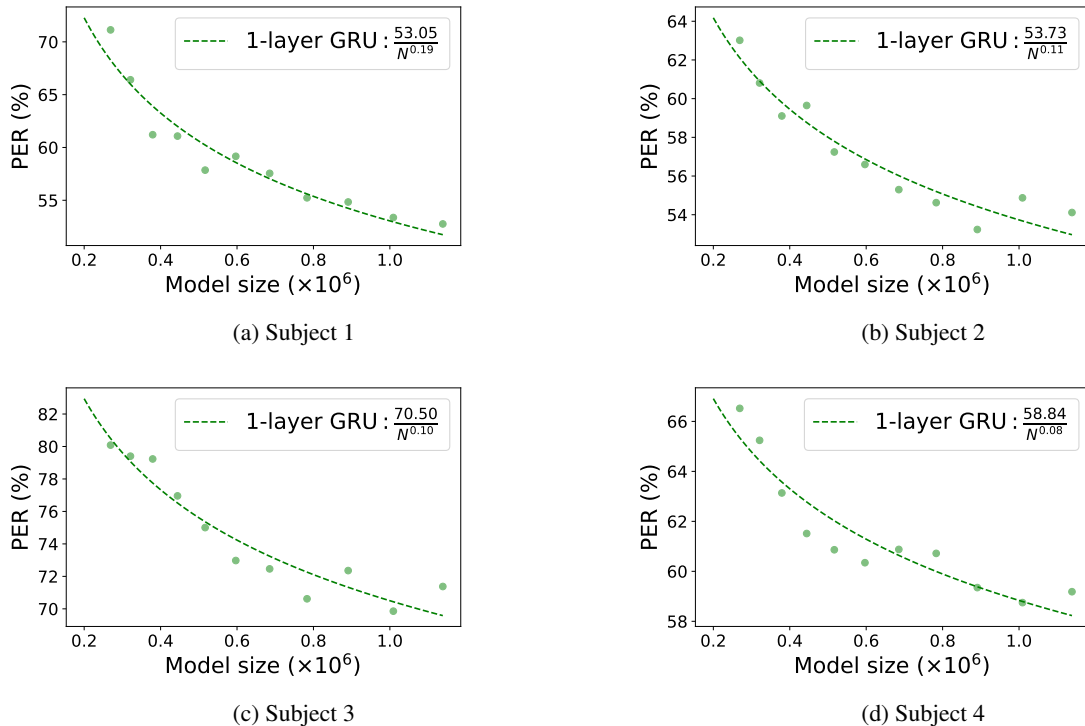 1-layer GRU : 53.05/N^0.19
70
65
60
55
PER (%)
0.2 0.4 0.6 0.8 1.0
Model size (×10^6)
(a) Subject 1
1-layer GRU : 53.73/N^0.11
64
62
60
58
56
54
PER (%)
0.2 0.4 0.6 0.8 1.0
Model size (×10^6)
(b) Subject 2
1-layer GRU : 70.50/N^0.10
82
80
78
76
74
72
70
PER (%)
0.2 0.4 0.6 0.8 1.0
Model size (×10^6)
(c) Subject 3
1-layer GRU : 58.84/N^0.08
66
64
62
60
58
PER (%)
0.2 0.4 0.6 0.8 1.0
Model size (×10^6)
(d) Subject 4